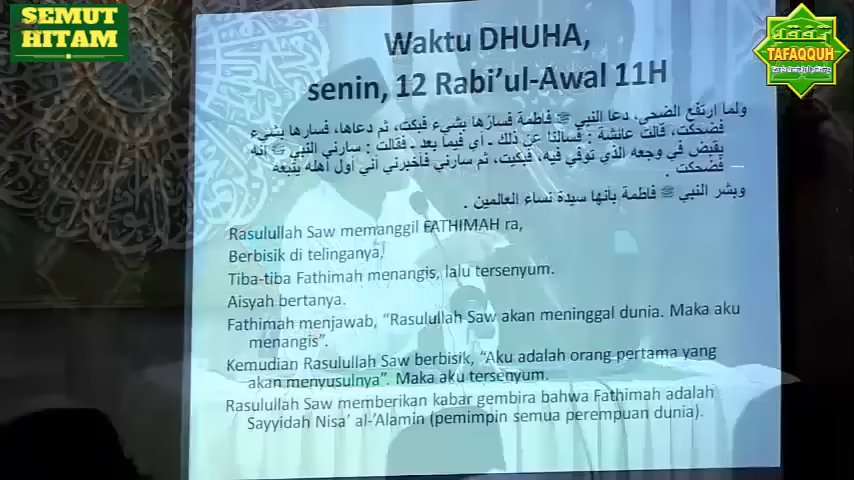 SEMUT
HITAM
TAFAQQUH
Waktu DHUHA,
senin, 12 Rabi'ul-Awal 11H
ولما ارتفع الضحى، دعا النبي ﷺ فاطمة فسارّها بشيء فبكت، ثم دعاها، فسارها بشيء
فضحكت، قالت عائشة : فسألنا عن ذلك - أي فيما بعد - فقالت : سارني النبي ﷺ أنه
يقبض في وجعه الذي توفي فيه، فبكيت، ثم سارني فأخبرني أني أول أهله يتبعه
فضحكت .
وبشر النبي ﷺ فاطمة بأنها سيدة نساء العالمين .
Rasulullah Saw memanggil FATHIMAH ra,
Berbisik di telinganya,
Tiba-tiba Fathimah menangis, lalu tersenyum.
Aisyah bertanya.
Fathimah menjawab, “Rasulullah Saw akan meninggal dunia. Maka aku
menangis”.
Kemudian Rasulullah Saw berbisik, “Aku adalah orang pertama yang
akan menyusulnya”. Maka aku tersenyum.
Rasulullah Saw memberikan kabar gembira bahwa Fathimah adalah
Sayyidah Nisa’ al-‘Alamin (pemimpin semua perempuan dunia).